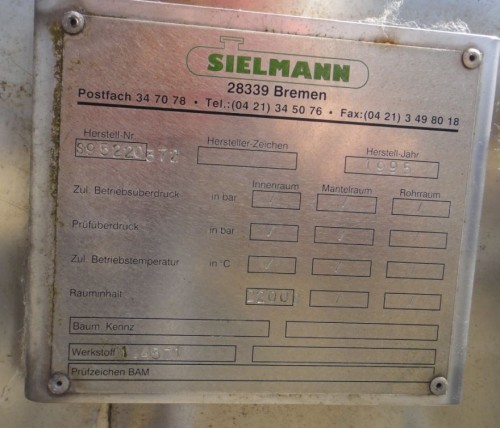 SIELMANN
28339 Bremen
Postfach 34 70 78 • Tel.:(04 21) 34 50 76 • Fax:(04 21) 3 49 80 18
Herstell-Nr. Hersteller-Zeichen Herstell-Jahr
1995
Innenraum Mantelraum Rohrraum
Zul. Betriebsüberdruck in bar / /
Prüfüberdruck in bar / / /
Zul. Betriebstemperatur in °C / / /
Rauminhalt / /
Baum. Kennz.
Werkstoff
Prüfzeichen BAM